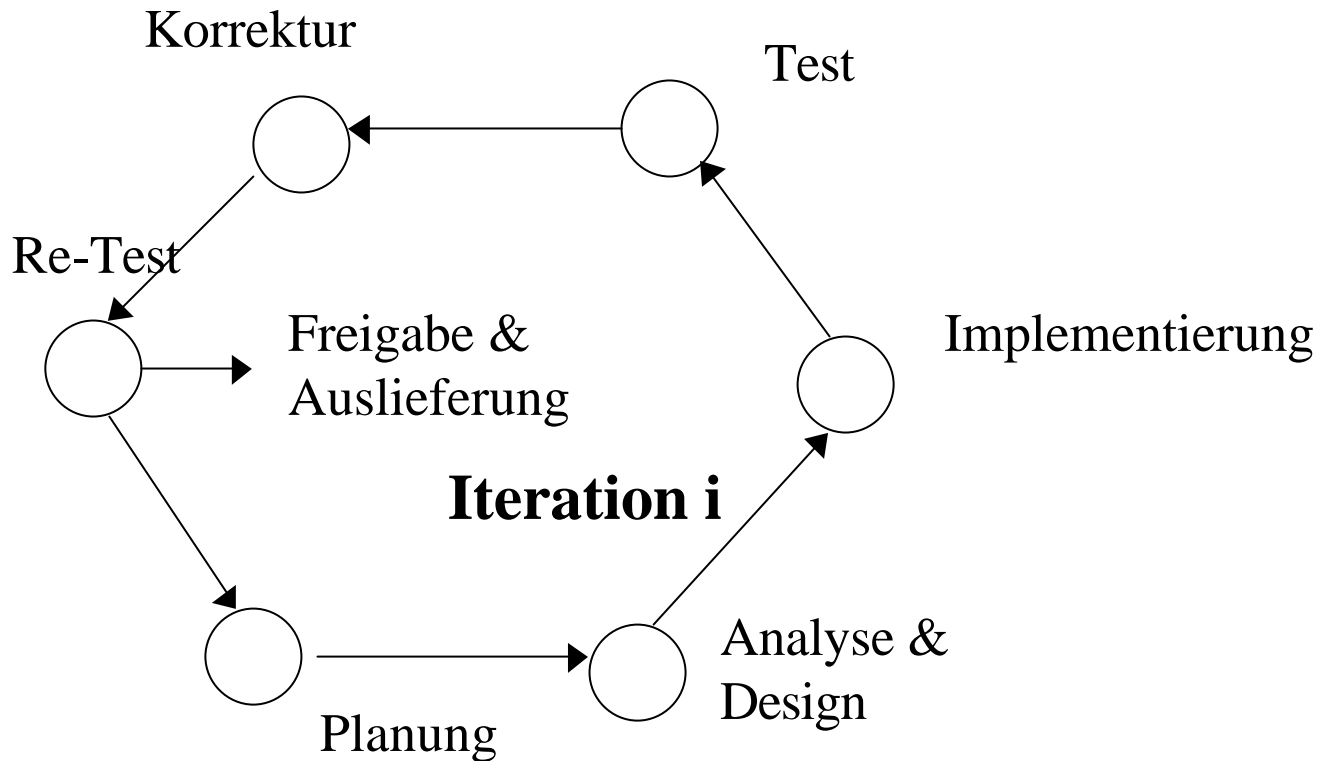 Korrektur
Test
Re-Test
Freigabe &
Auslieferung
Implementierung
Iteration i
Analyse &
Design
Planung